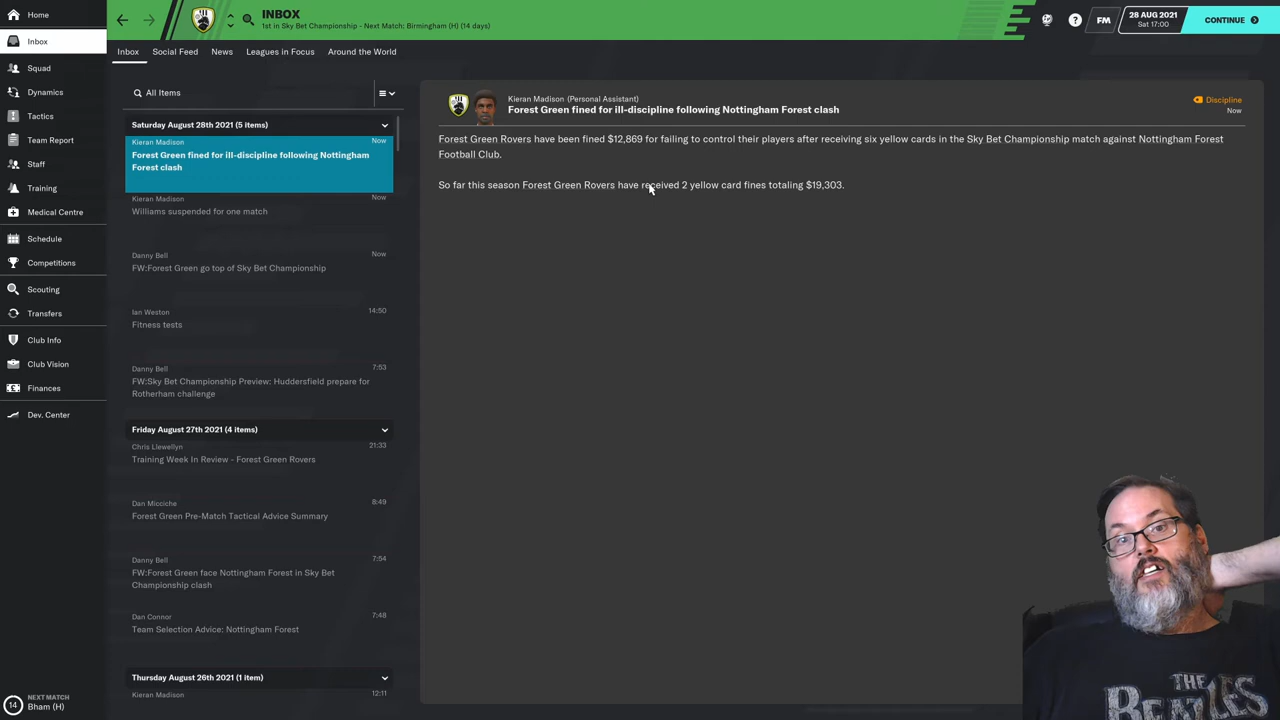 Home
INBOX
1st in Sky Bet Championship - Next Match: Birmingham (H) (14 days)
FM
28 AUG 2021
Sat 17:00
CONTINUE
Inbox
Squad
Dynamics
Tactics
Team Report
Staff
Training
Medical Centre
Schedule
Competitions
Scouting
Transfers
Club Info
Club Vision
Finances
Dev. Center
NEXT MATCH
14
Bham (H)
Inbox
Social Feed
News
Leagues in Focus
Around the World
All Items
Saturday August 28th 2021 (5 items)
Kieran Madison
Now
Forest Green fined for ill-discipline following Nottingham
Forest clash
Kieran Madison
Now
Williams suspended for one match
Danny Bell
Now
FW:Forest Green go top of Sky Bet Championship
Ian Weston
14:50
Fitness tests
Danny Bell
7:53
FW:Sky Bet Championship Preview: Huddersfield prepare for
Rotherham challenge
Friday August 27th 2021 (4 items)
Chris Llewellyn
21:33
Training Week In Review - Forest Green Rovers
Dan Micciche
8:49
Forest Green Pre-Match Tactical Advice Summary
Danny Bell
7:54
FW:Forest Green face Nottingham Forest in Sky Bet
Championship clash
Dan Connor
7:48
Team Selection Advice: Nottingham Forest
Thursday August 26th 2021 (1 item)
Kieran Madison
12:11
Kieran Madison (Personal Assistant)
Forest Green fined for ill-discipline following Nottingham Forest clash
Discipline
Now
Forest Green Rovers have been fined $12,869 for failing to control their players after receiving six yellow cards in the Sky Bet Championship match against Nottingham Forest
Football Club.
So far this season Forest Green Rovers have received 2 yellow card fines totaling $19,303.
THE
BEATLES